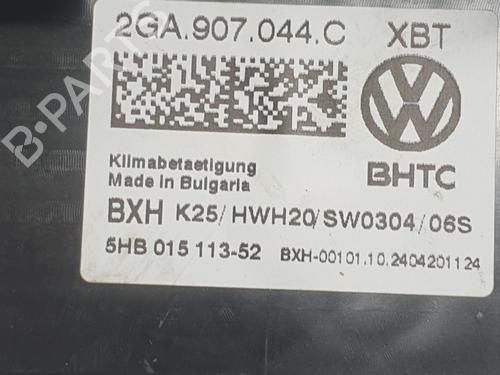 2GA.907.044.C XBT
Klimabetaetigung
Made in Bulgaria
BHTC
BXH K25/HWH20/SW0304/06S
5HB 015 113-52 BXH-00101.10.2404201124
B-PARTS